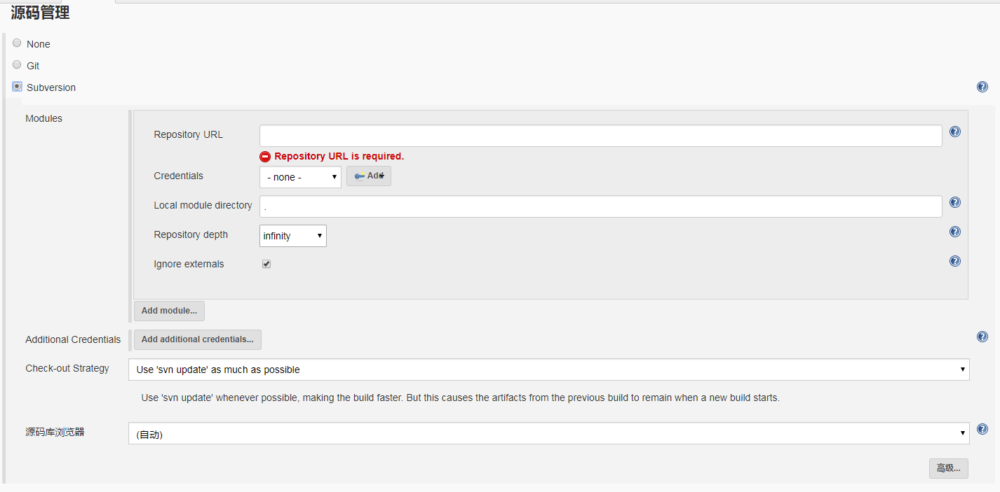 源码管理
None
Git
Subversion
Modules
Repository URL
Repository URL is required.
Credentials
- none -
Add
Local module directory
.
Repository depth
infinity
Ignore externals
Add module...
Additional Credentials
Add additional credentials...
Check-out Strategy
Use 'svn update' as much as possible
Use 'svn update' whenever possible, making the build faster. But this causes the artifacts from the previous build to remain when a new build starts.
源码库浏览器
(自动)
高级...